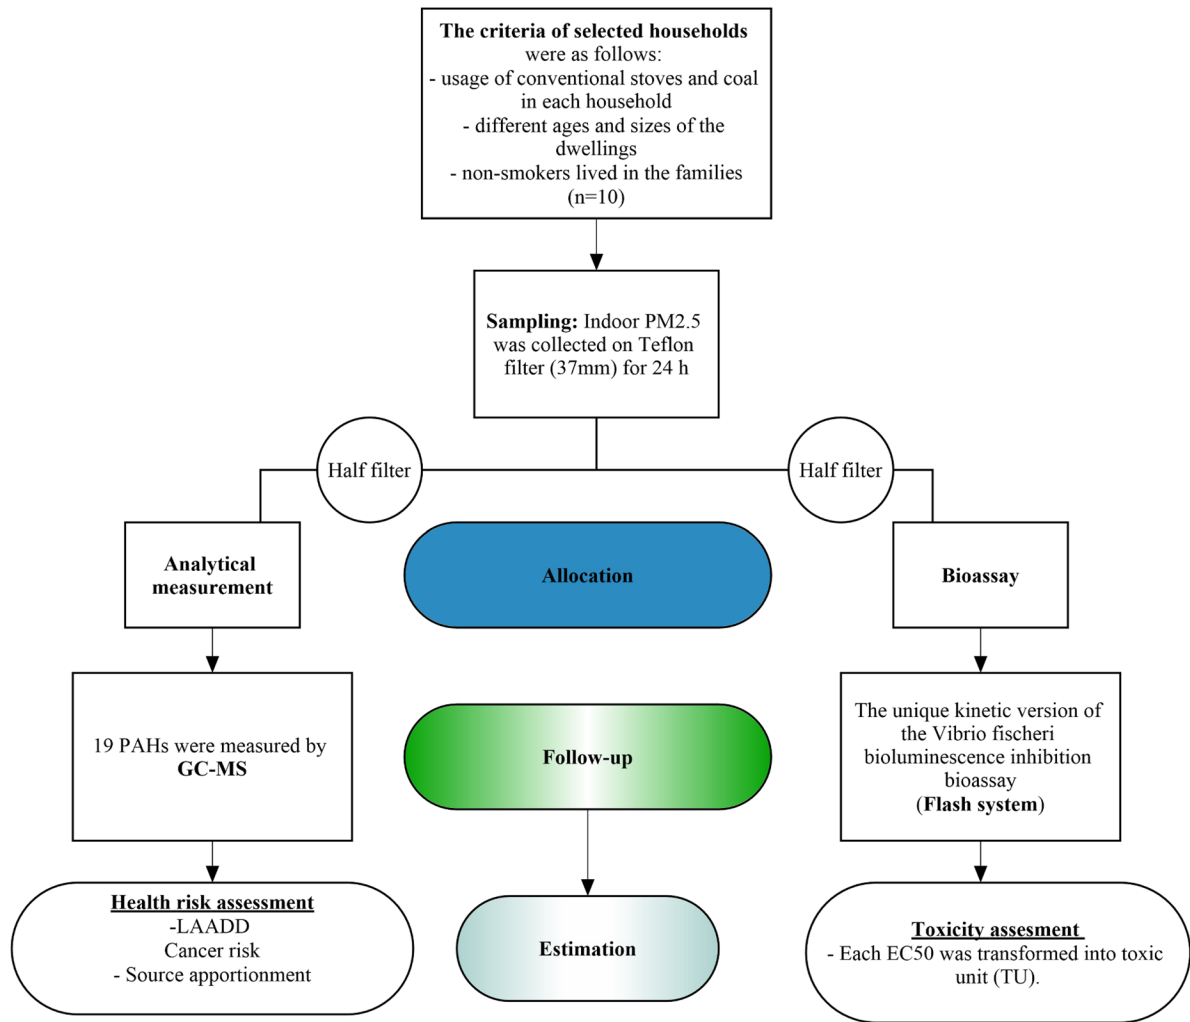 The criteria of selected households
were as follows:
- usage of conventional stoves and coal
in each household
- different ages and sizes of the
dwellings
- non-smokers lived in the families
(n=10)
Sampling: Indoor PM2.5
was collected on Teflon
filter (37mm) for 24 h
Half filter
Half filter
Analytical
measurement
Allocation
Bioassay
19 PAHs were measured by
GC-MS
Follow-up
The unique kinetic version of
the Vibrio fischeri
bioluminescence inhibition
bioassay
(Flash system)
Health risk assessment
-LAADD
Cancer risk
- Source apportionment
Estimation
Toxicity assesment
- Each EC50 was transformed into toxic
unit (TU).